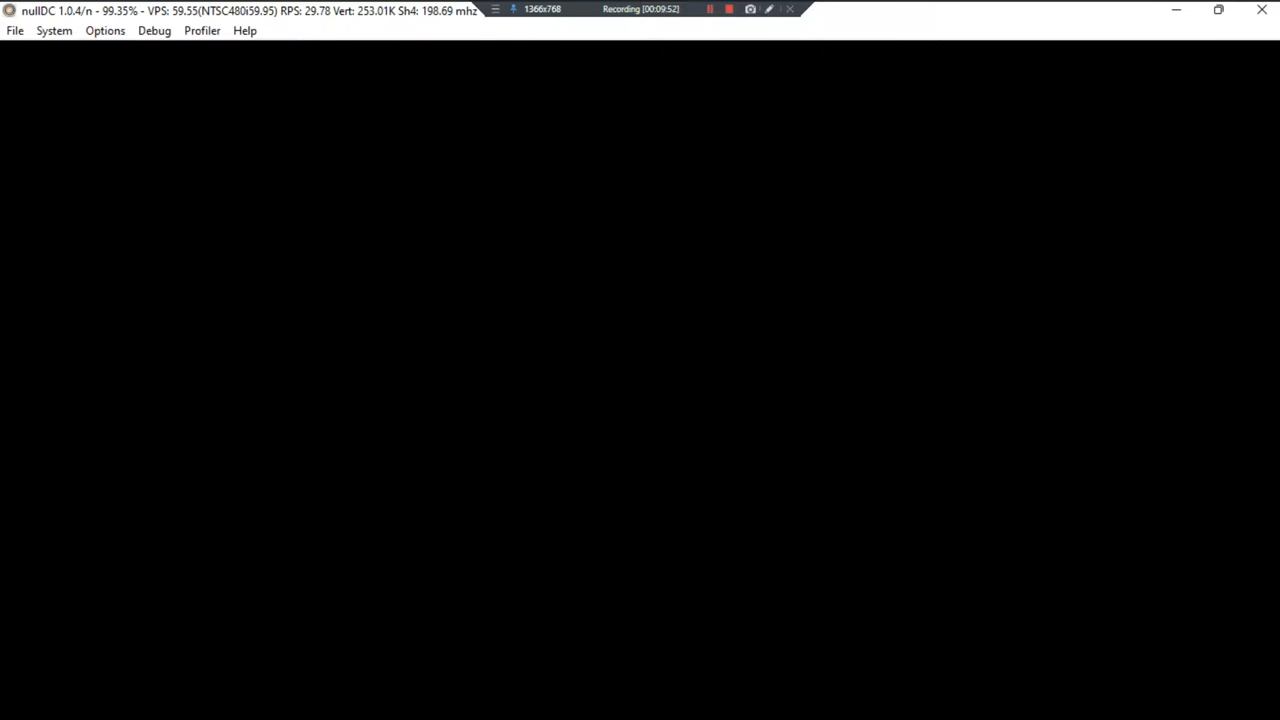 nullDC 1.0.4/n - 99.35% - VPS: 59.55(NTSC480i59.95) RPS: 29.78 Vert: 253.01K Sh4: 198.69 mhz
1366x768 Recording [00:09:52]
File System Options Debug Profiler Help